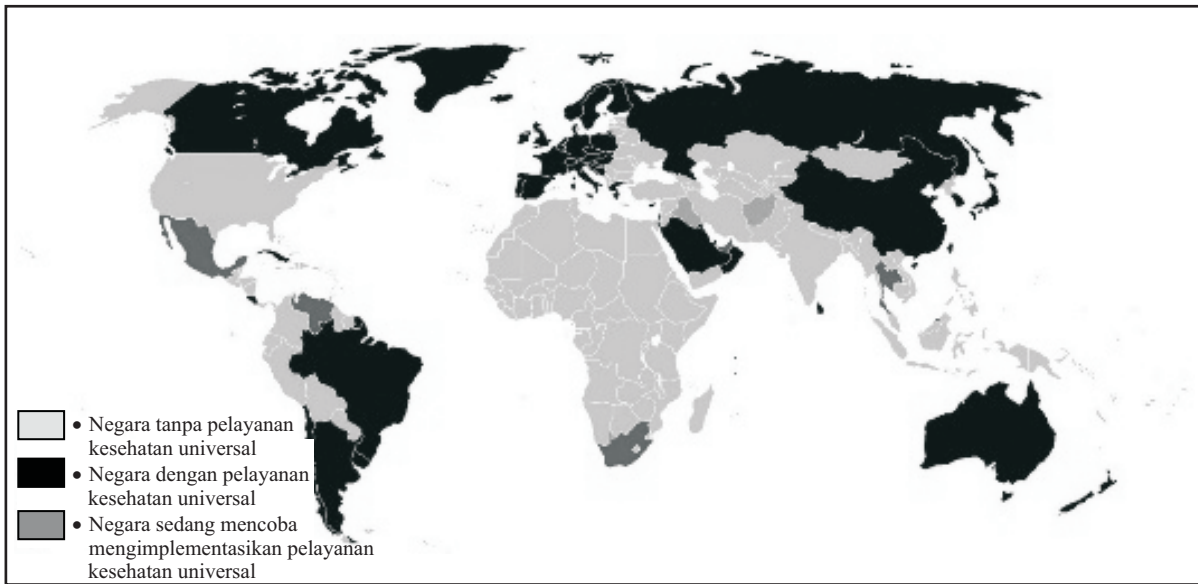 • Negara tanpa pelayanan
kesehatan universal
• Negara dengan pelayanan
kesehatan universal
• Negara sedang mencoba
mengimplementasikan pelayanan
kesehatan universal